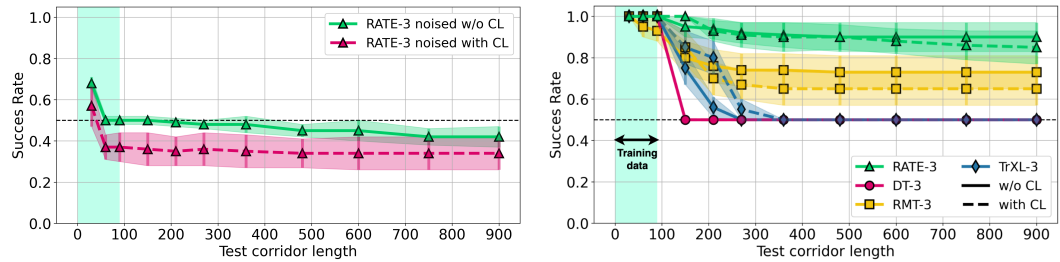 1.0
0.8
0.6
0.4
0.2
0.0
Succes Rate
0 100 200 300 400 500 600 700 800 900
Test corridor length
RATE-3 noised w/o CL
RATE-3 noised with CL
1.0
0.8
0.6
0.4
0.2
0.0
Succes Rate
0 100 200 300 400 500 600 700 800 900
Test corridor length
Training
data
RATE-3
DT-3
RMT-3
TrXL-3
w/o CL
with CL